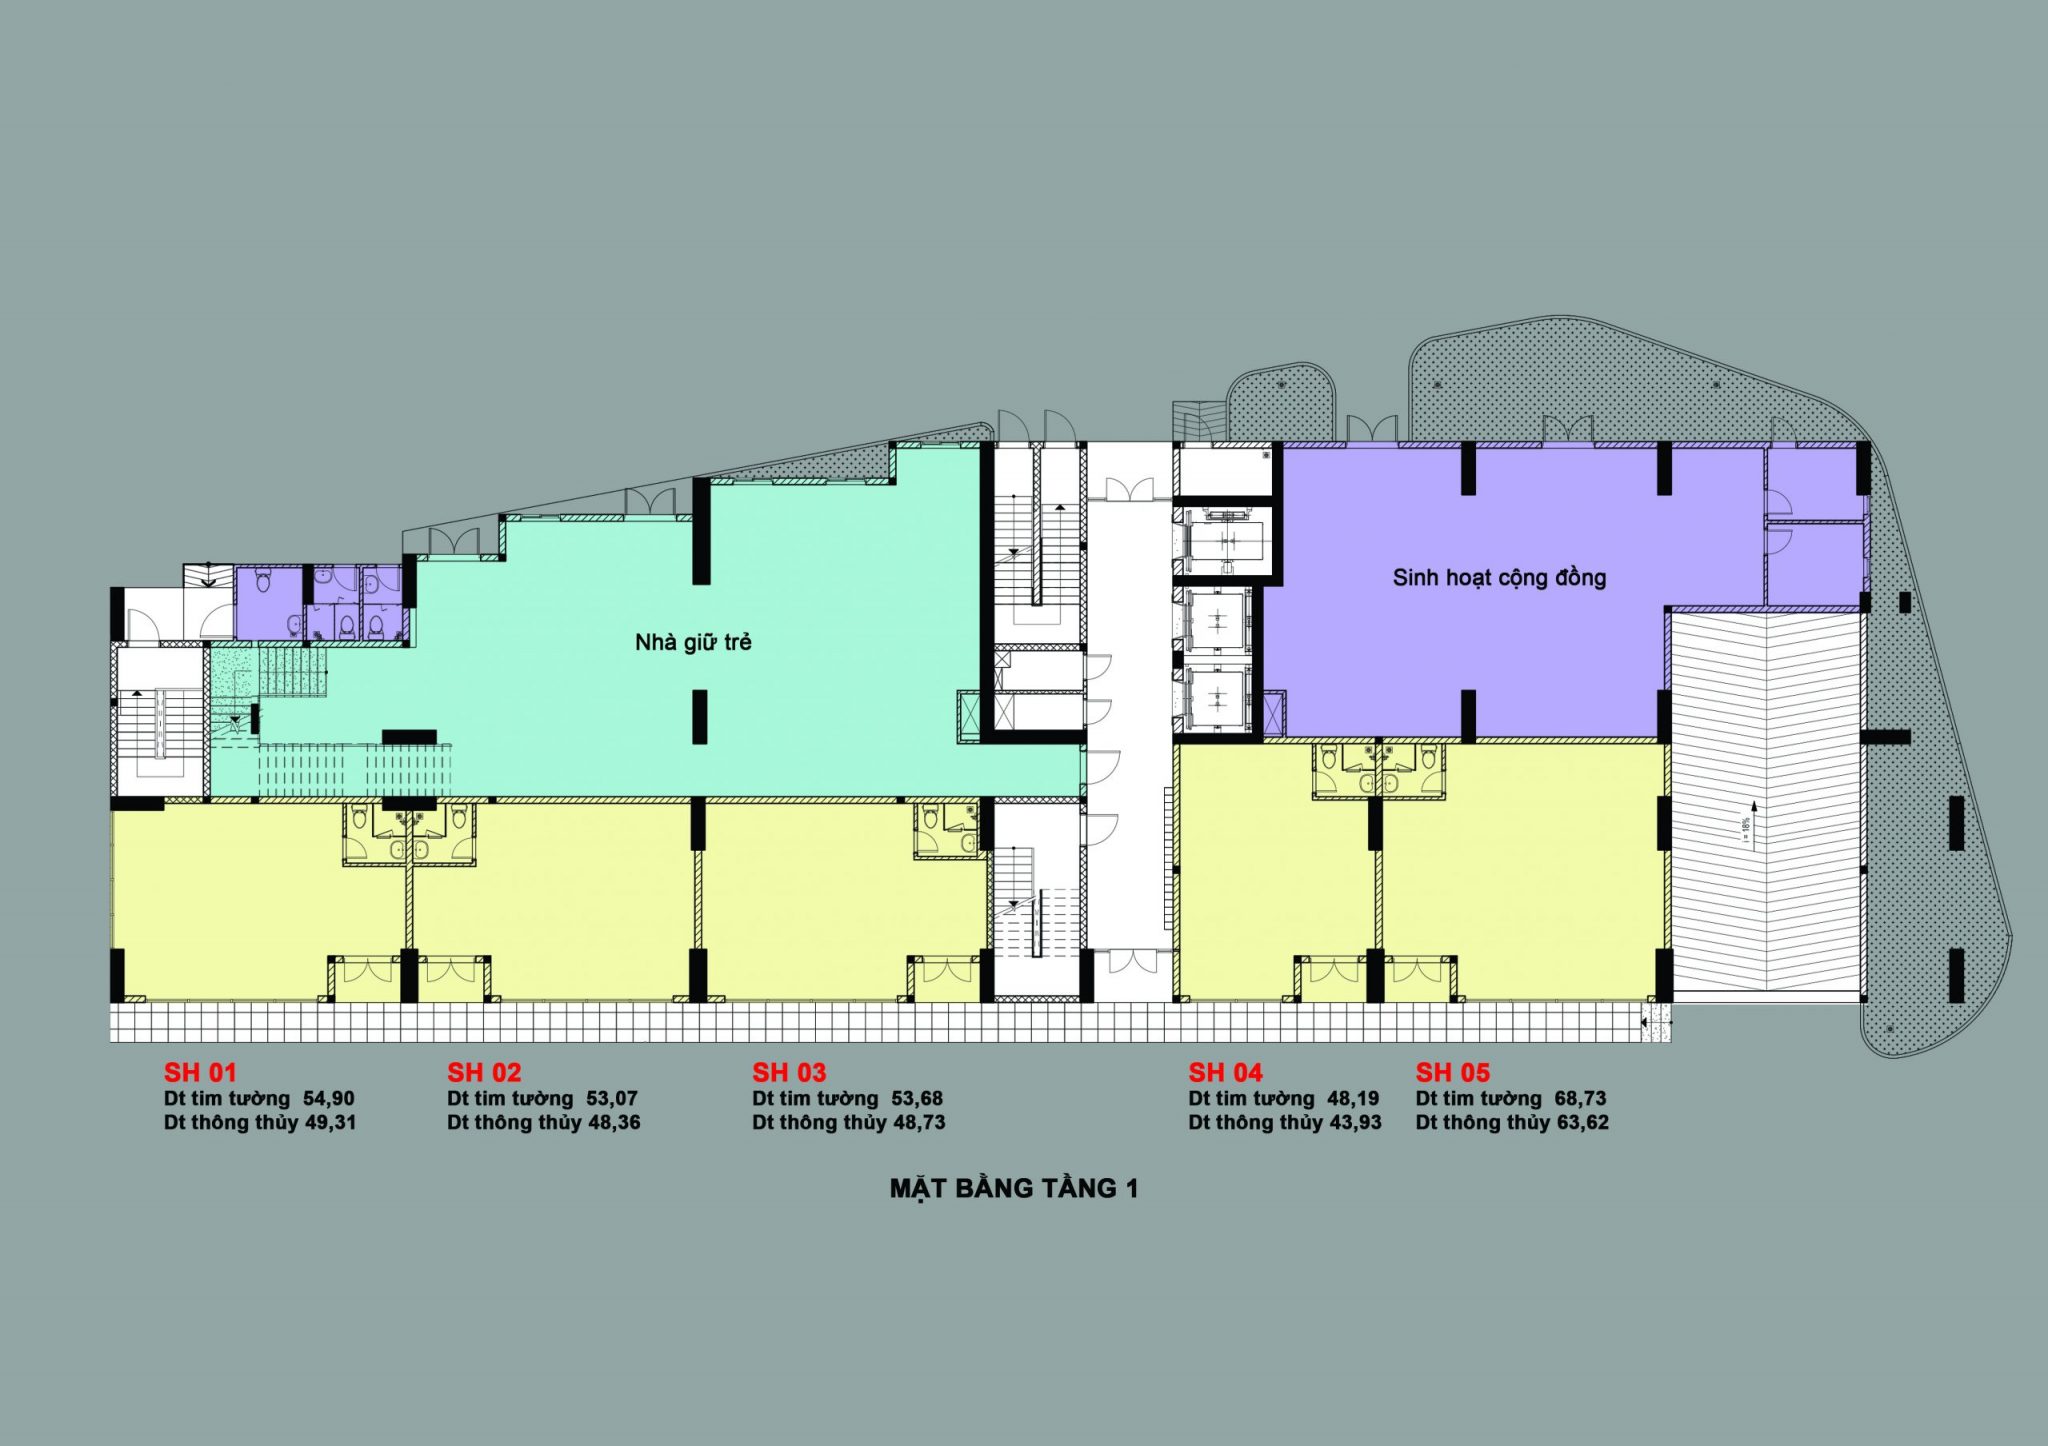 Sinh hoạt cộng đồng
Nhà giữ trẻ
i = 18%
SH 01
Dt tim tường 54,90
Dt thông thủy 49,31
SH 02
Dt tim tường 53,07
Dt thông thủy 48,36
SH 03
Dt tim tường 53,68
Dt thông thủy 48,73
SH 04
Dt tim tường 48,19
Dt thông thủy 43,93
SH 05
Dt tim tường 68,73
Dt thông thủy 63,62
MẶT BẰNG TẦNG 1